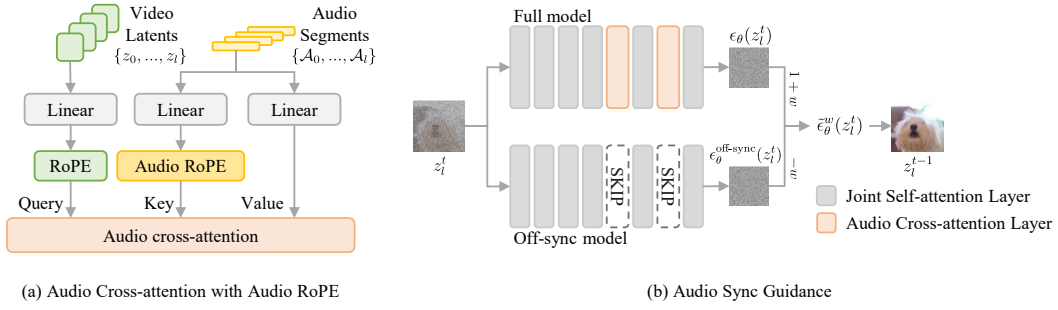 Video
Latents
{z_0, ..., z_l}
Audio
Segments
{𝒜_0, ..., 𝒜_l}
Linear
Linear
Linear
RoPE
Audio RoPE
Query
Key
Value
Audio cross-attention
(a) Audio Cross-attention with Audio RoPE
Full model
z_l^t
SKIP
SKIP
Off-sync model
ϵ_θ(z_l^t)
1 + w
ϵ_θ^{off-sync}(z_l^t)
−w
ϵ̃_θ^w(z_l^t)
z_l^{t−1}
Joint Self-attention Layer
Audio Cross-attention Layer
(b) Audio Sync Guidance